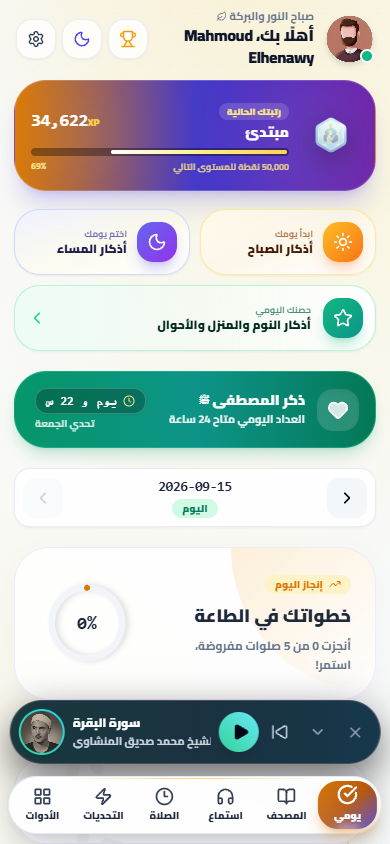 صباح النور والبركة
أهلًا بك، Mahmoud
Elhenawy
رتبتك الحالية
مبتدئ
34,622XP
50,000 نقطة للمستوى التالي
69%
ابدأ يومك
أذكار الصباح
اختم يومك
أذكار المساء
حصنك اليومي
أذكار النوم والمنزل والأحوال
ذكر المصطفى ﷺ
العداد اليومي متاح 24 ساعة
يوم و 22 س
تحدي الجمعة
2026-09-15
اليوم
إنجاز اليوم
خطواتك في الطاعة
أنجزت 0 من 5 صلوات مفروضة،
استمر!
0%
سورة البقرة
الشيخ محمد صديق المنشاوي
يومي
المصحف
استماع
الصلاة
التحديات
الأدوات